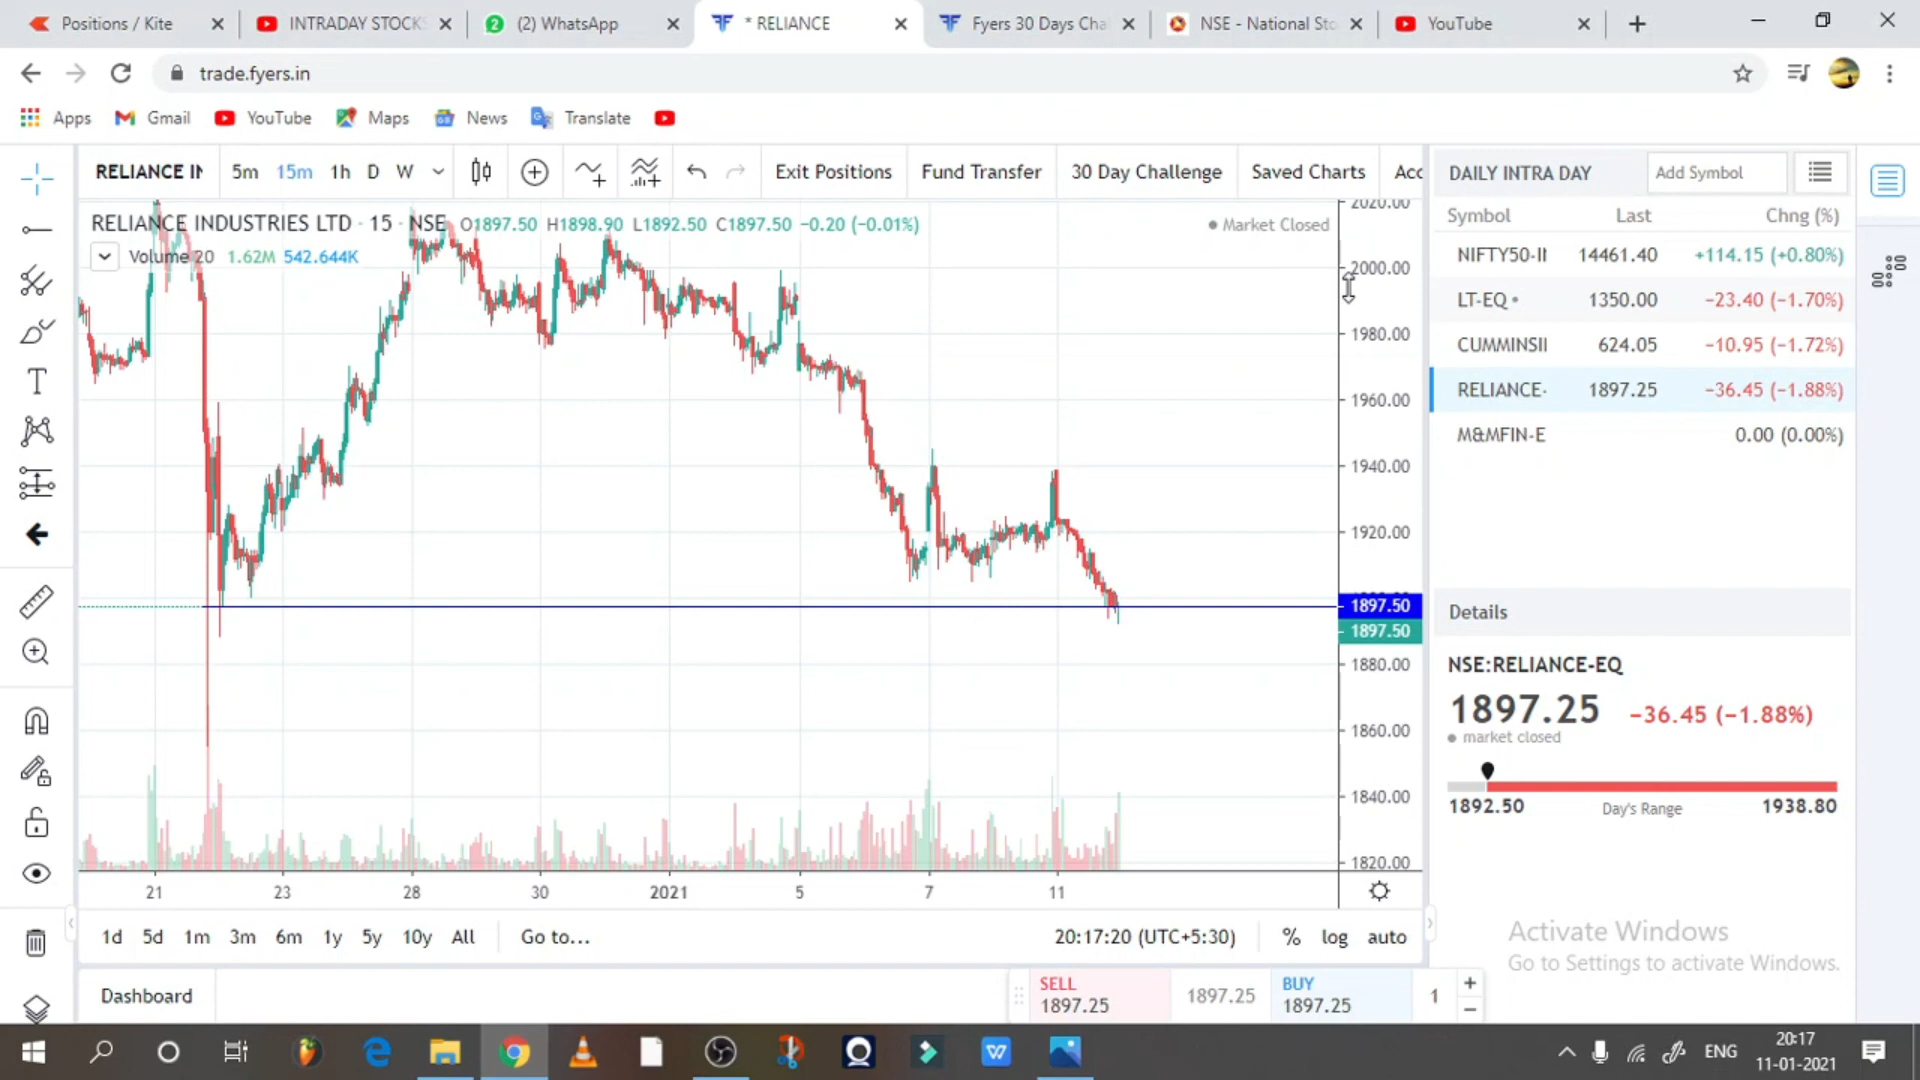 Positions / Kite
INTRADAY STOCKS
(2) WhatsApp
* RELIANCE
Fyers 30 Days Cha
NSE - National Sto
YouTube
trade.fyers.in
Apps
Gmail
YouTube
Maps
News
Translate
RELIANCE IN
5m 15m 1h D W
Exit Positions
Fund Transfer
30 Day Challenge
Saved Charts
Acc
RELIANCE INDUSTRIES LTD · 15 · NSE
O1897.50 H1898.90 L1892.50 C1897.50 −0.20 (−0.01%)
Market Closed
Volume 20 1.62M 542.644K
2020.00
2000.00
1980.00
1960.00
1940.00
1920.00
1897.50
1897.50
1880.00
1860.00
1840.00
1820.00
21 23 28 30 2021 5 7 11
1d 5d 1m 3m 6m 1y 5y 10y All
Go to...
20:17:20 (UTC+5:30)
% log auto
Dashboard
SELL
1897.25
1897.25
BUY
1897.25
1
DAILY INTRA DAY
Add Symbol
Symbol Last Chng (%)
NIFTY50-II 14461.40 +114.15 (+0.80%)
LT-EQ 1350.00 −23.40 (−1.70%)
CUMMINSII 624.05 −10.95 (−1.72%)
RELIANCE- 1897.25 −36.45 (−1.88%)
M&MFIN-E 0.00 (0.00%)
Details
NSE:RELIANCE-EQ
1897.25 −36.45 (−1.88%)
market closed
1892.50 Day's Range 1938.80
Activate Windows
Go to Settings to activate Windows.
W
ENG
20:17
11-01-2021